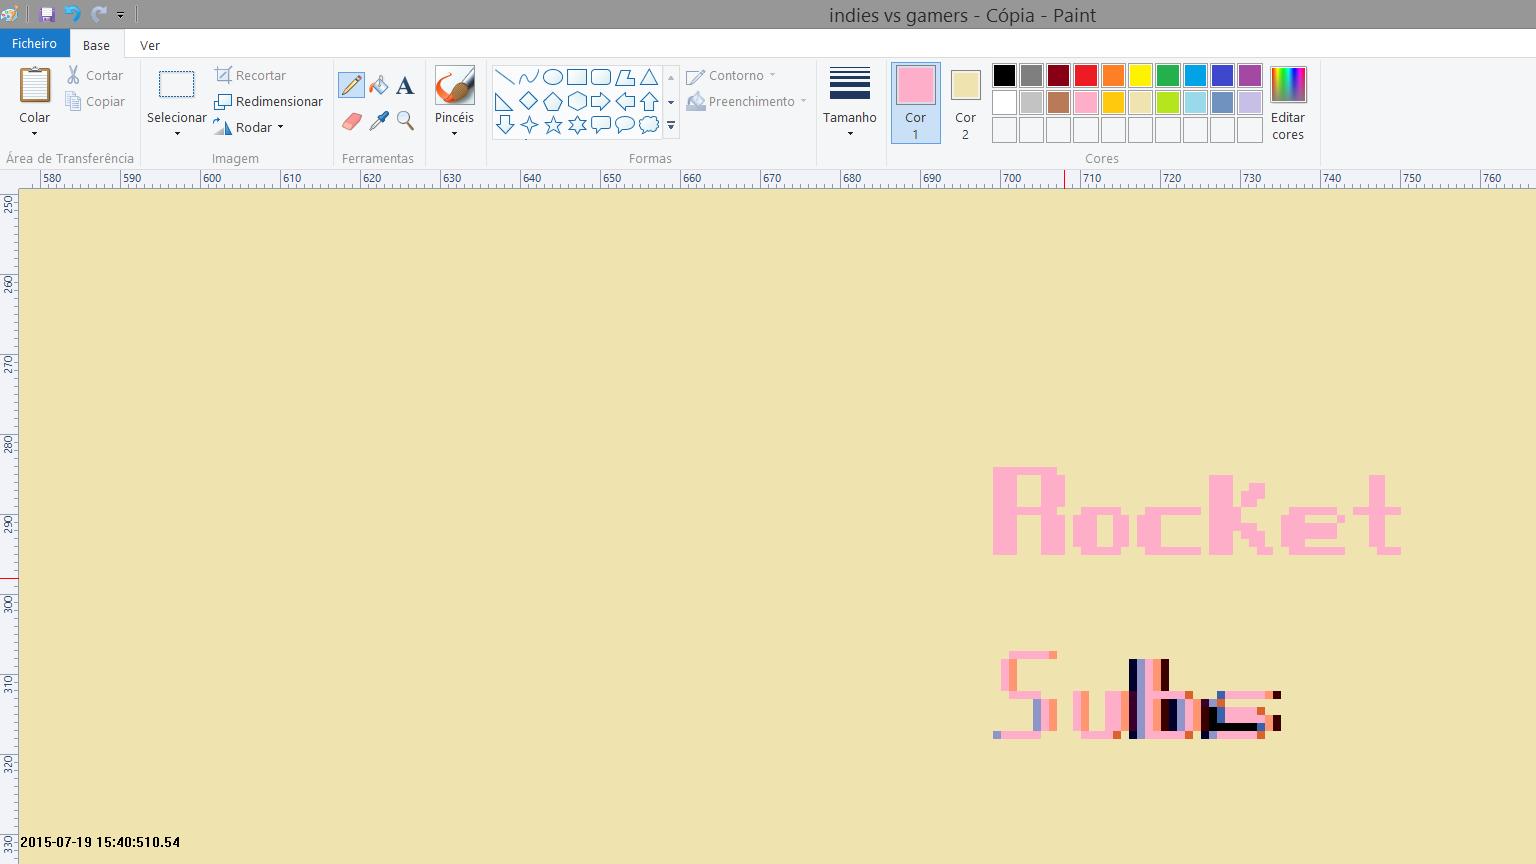 indies vs gamers - Cópia - Paint
Ficheiro Base Ver
Colar
Cortar
Copiar
Área de Transferência
Selecionar
Recortar
Redimensionar
Rodar
Imagem
A
Ferramentas
Pincéis
Formas
Contorno
Preenchimento
Tamanho
Cor 1
Cor 2
Cores
Editar cores
580 590 600 610 620 630 640 650 660 670 680 690 700 710 720 730 740 750 760
250
260
270
280
290
300
310
320
330
Rocket
Subs
2015-07-19 15:40:510.54